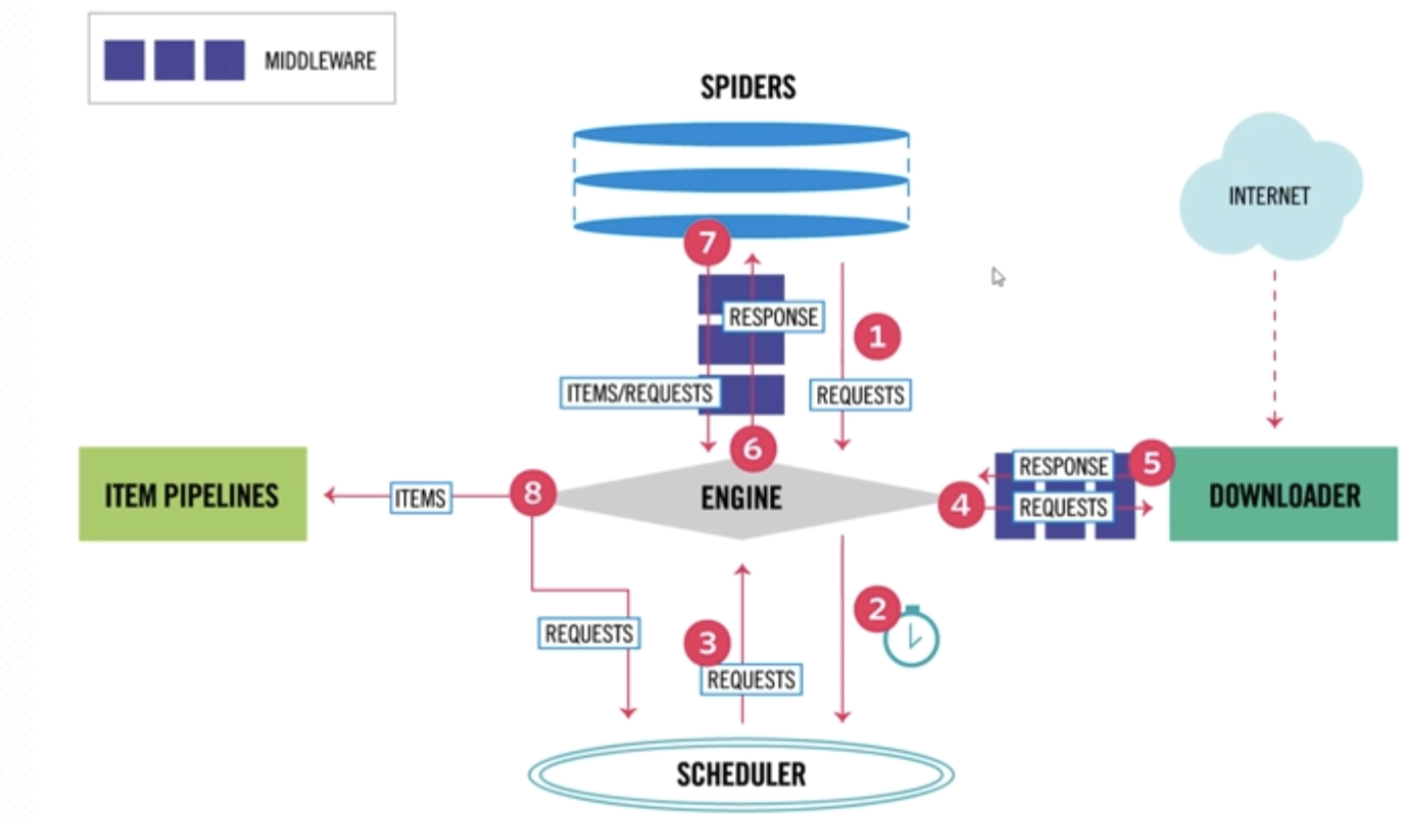 MIDDLEWARE
SPIDERS
INTERNET
7
RESPONSE
1
ITEMS/REQUESTS
REQUESTS
6
RESPONSE
5
ITEM PIPELINES
ITEMS
8
ENGINE
4
REQUESTS
DOWNLOADER
2
REQUESTS
3
REQUESTS
SCHEDULER